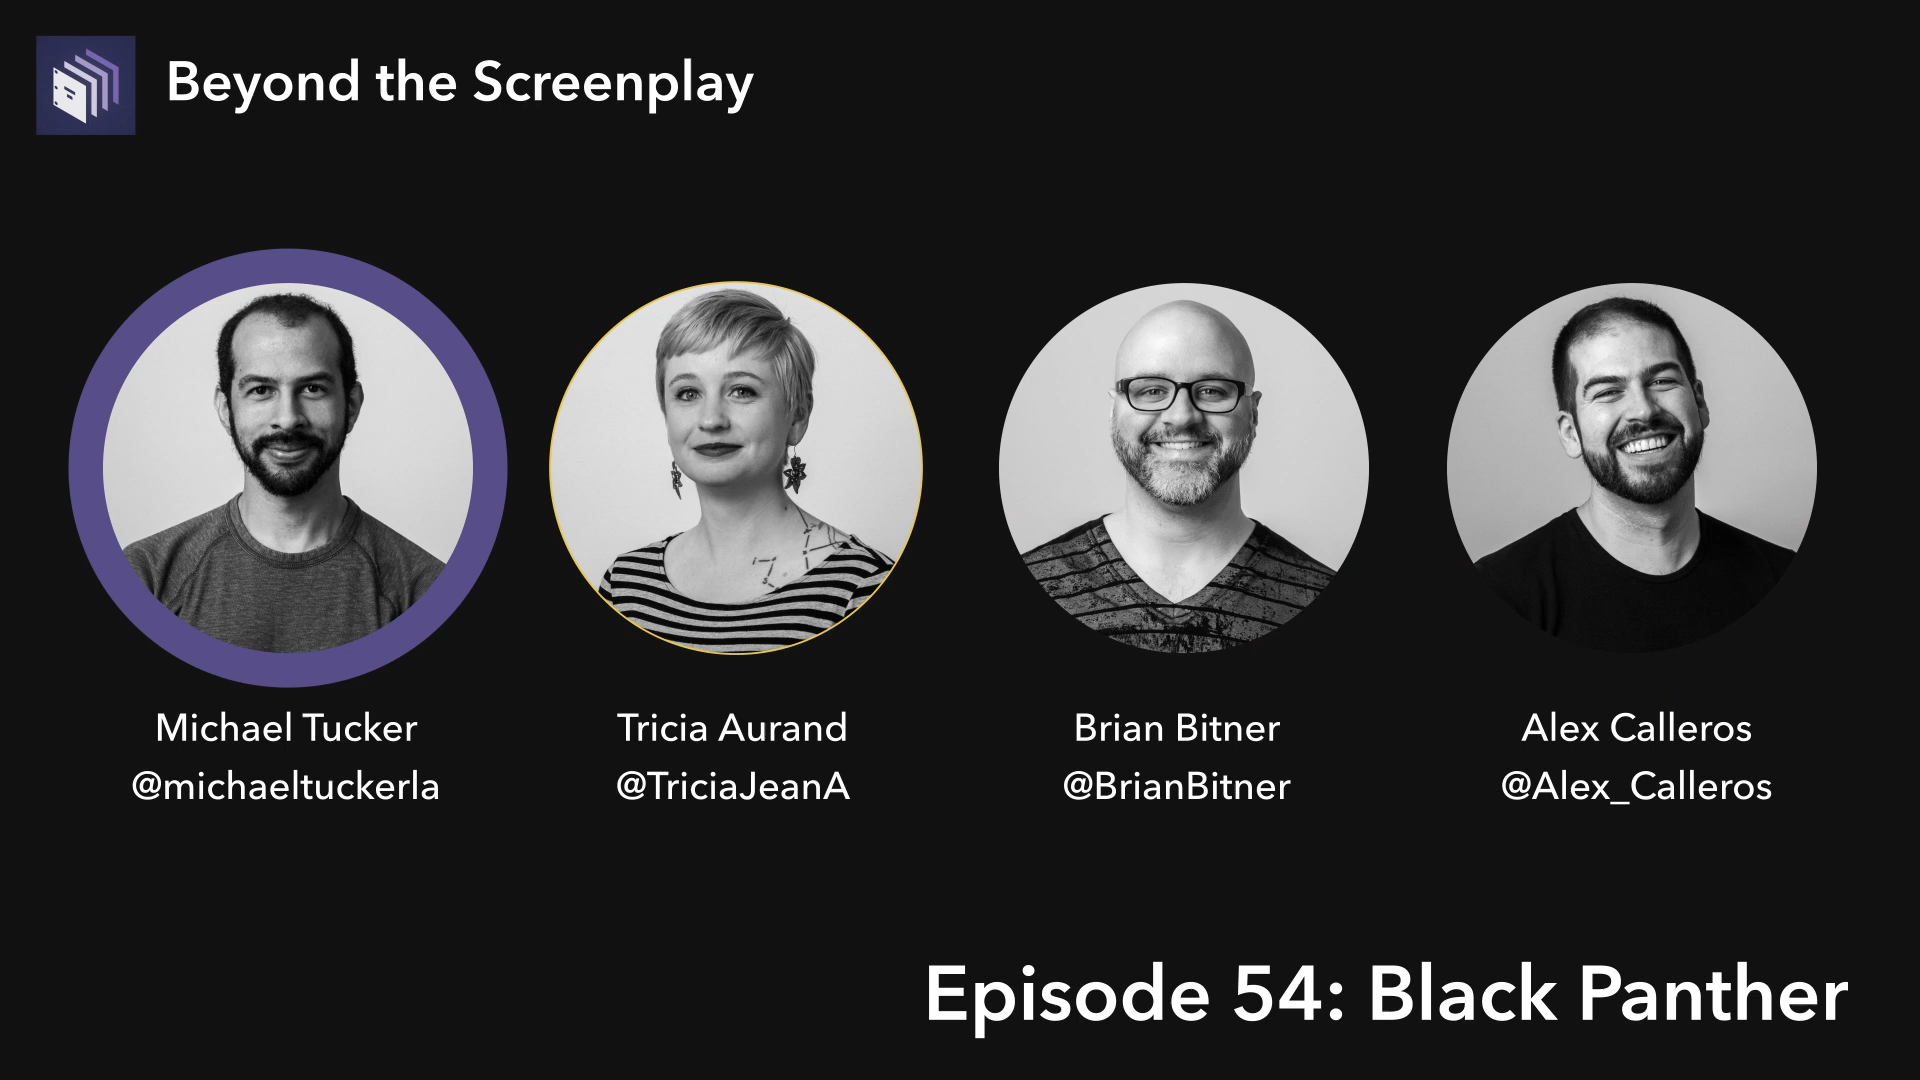 Beyond the Screenplay
Michael Tucker
@michaeltuckerla
Tricia Aurand
@TriciaJeanA
Brian Bitner
@BrianBitner
Alex Calleros
@Alex_Calleros
Episode 54: Black Panther